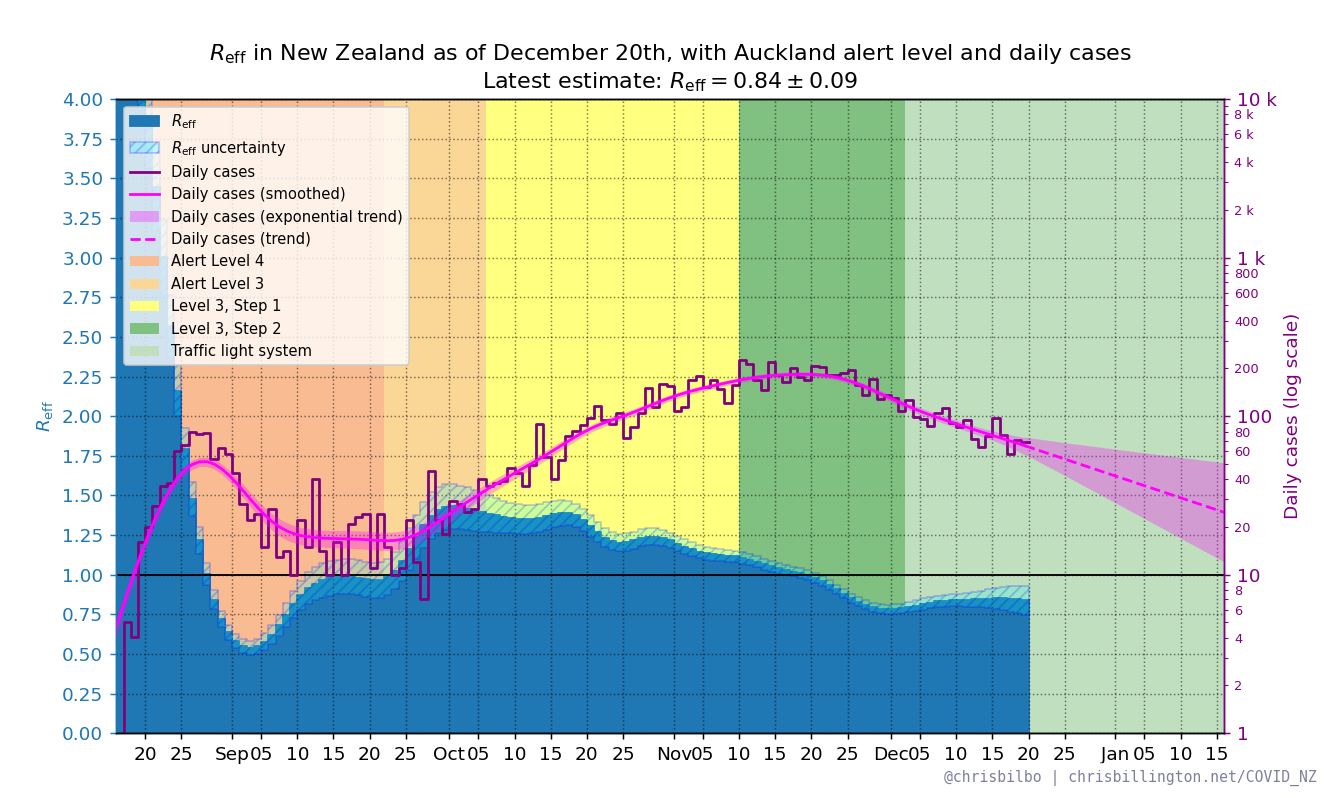 R_eff in New Zealand as of December 20th, with Auckland alert level and daily cases
Latest estimate: R_eff = 0.84 ± 0.09
4.00
3.75
3.50
3.25
3.00
2.75
2.50
2.25
2.00
1.75
1.50
1.25
1.00
0.75
0.50
0.25
0.00
R_eff
R_eff
R_eff uncertainty
Daily cases
Daily cases (smoothed)
Daily cases (exponential trend)
Daily cases (trend)
Alert Level 4
Alert Level 3
Level 3, Step 1
Level 3, Step 2
Traffic light system
10 k
8 k
6 k
4 k
2 k
1 k
800
600
400
200
100
80
60
40
20
10
8
6
4
2
1
Daily cases (log scale)
20 25 Sep 05 10 15 20 25 Oct 05 10 15 20 25 Nov 05 10 15 20 25 Dec 05 10 15 20 25 Jan 05 10 15
@chrisbilbo | chrisbillington.net/COVID_NZ